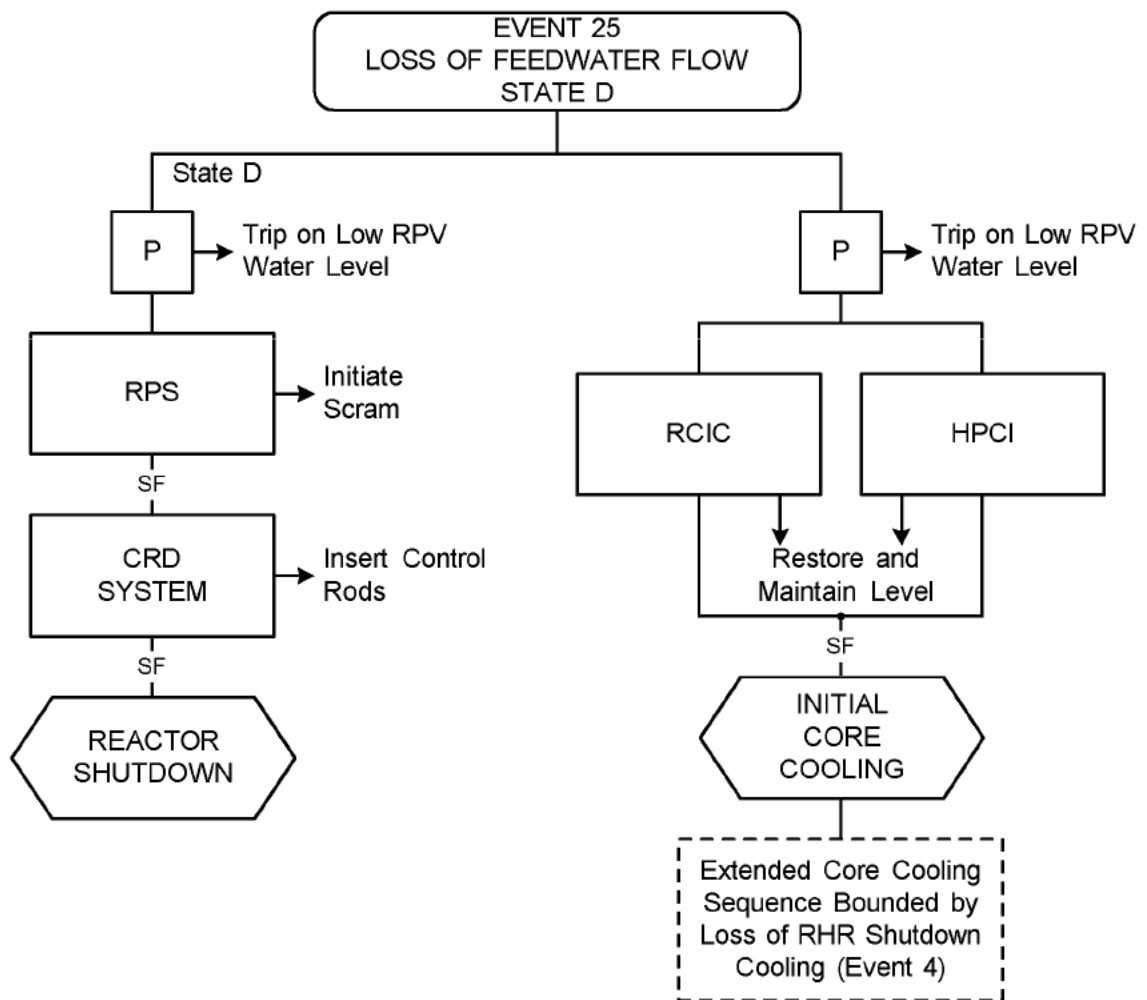 EVENT 25
LOSS OF FEEDWATER FLOW
STATE D
State D
P
Trip on Low RPV
Water Level
RPS
Initiate
Scram
SF
CRD
SYSTEM
Insert Control
Rods
SF
REACTOR
SHUTDOWN
P
Trip on Low RPV
Water Level
RCIC
HPCI
Restore and
Maintain Level
SF
INITIAL
CORE
COOLING
Extended Core Cooling
Sequence Bounded by
Loss of RHR Shutdown
Cooling (Event 4)